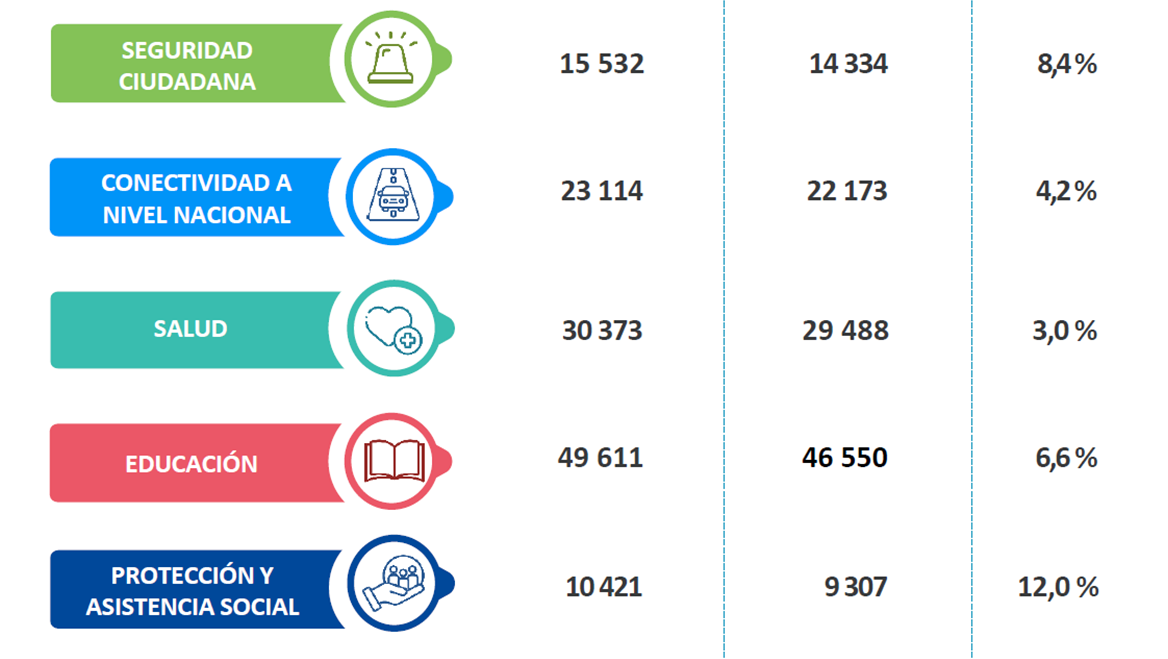 SEGURIDAD
CIUDADANA
15 532 14 334 8,4 %
CONECTIVIDAD A
NIVEL NACIONAL
23 114 22 173 4,2 %
SALUD
30 373 29 488 3,0 %
EDUCACIÓN
49 611 46 550 6,6 %
PROTECCIÓN Y
ASISTENCIA SOCIAL
10 421 9 307 12,0 %